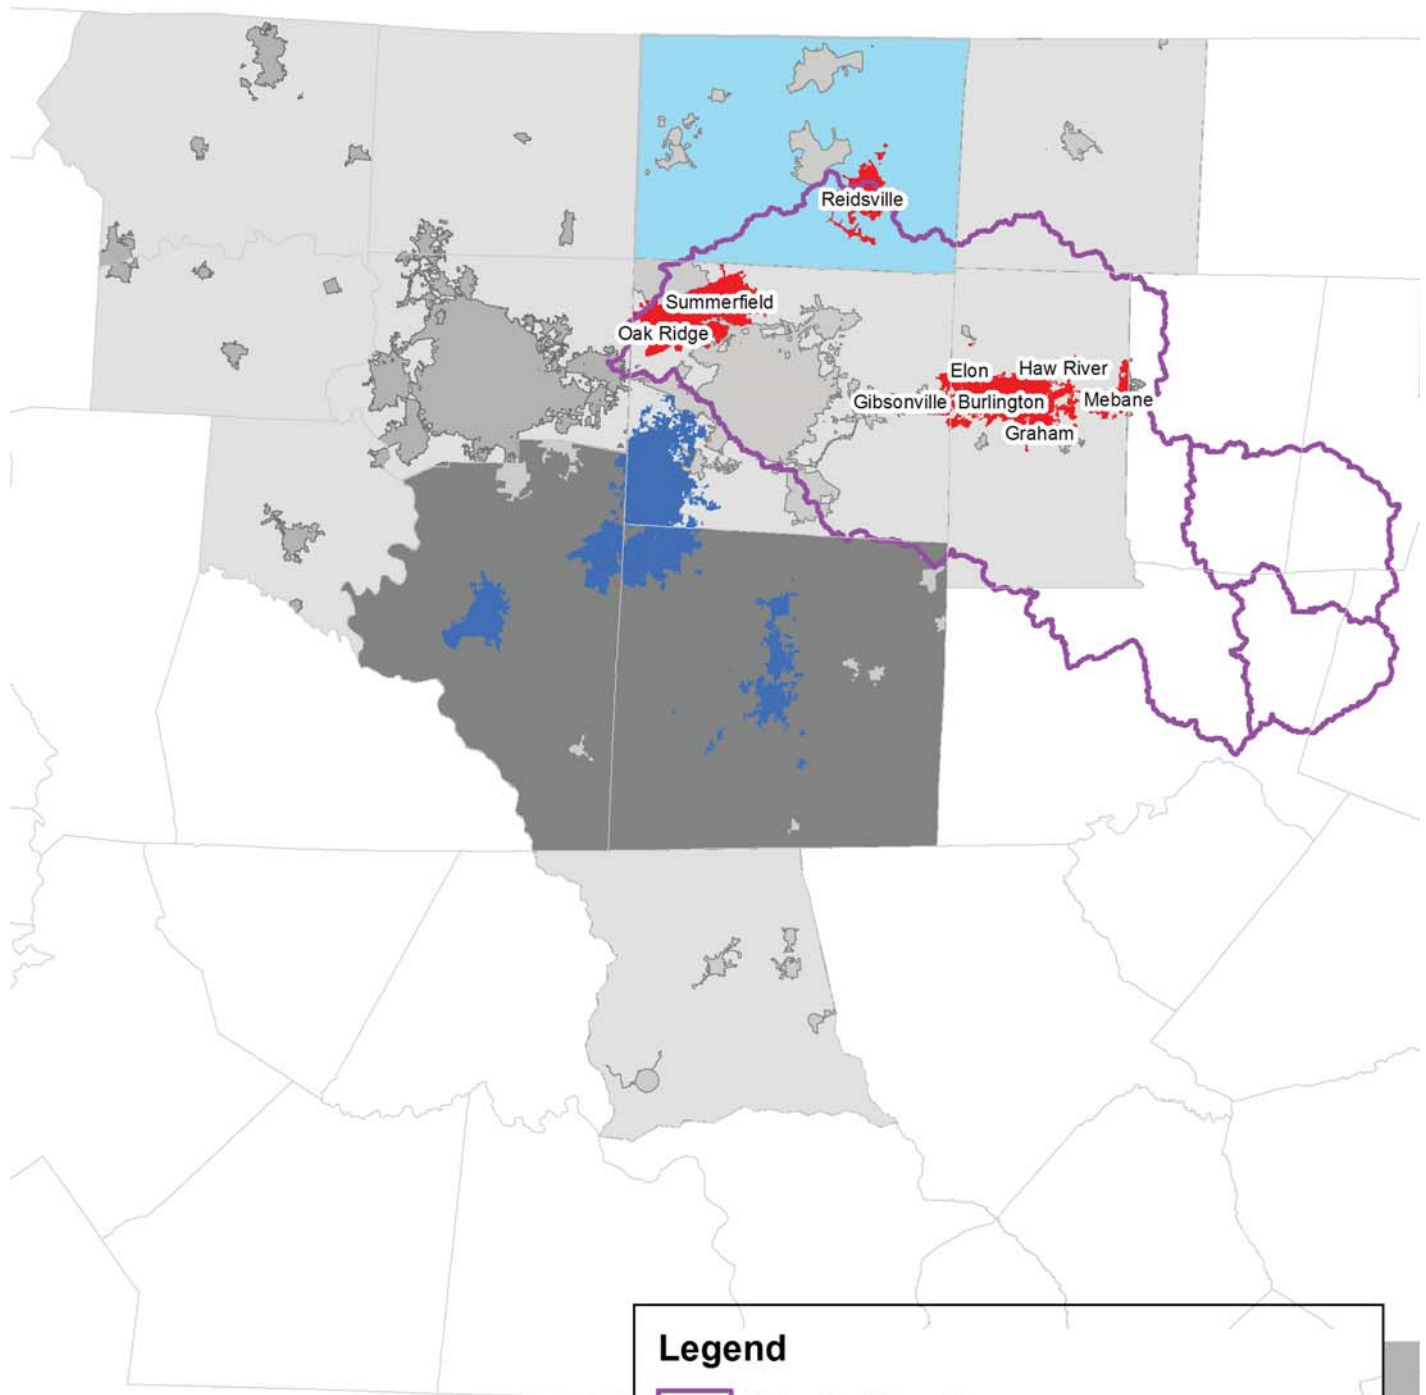 Reidsville
Summerfield
Oak Ridge
Elon Haw River
Gibsonville Burlington Mebane
Graham
Legend